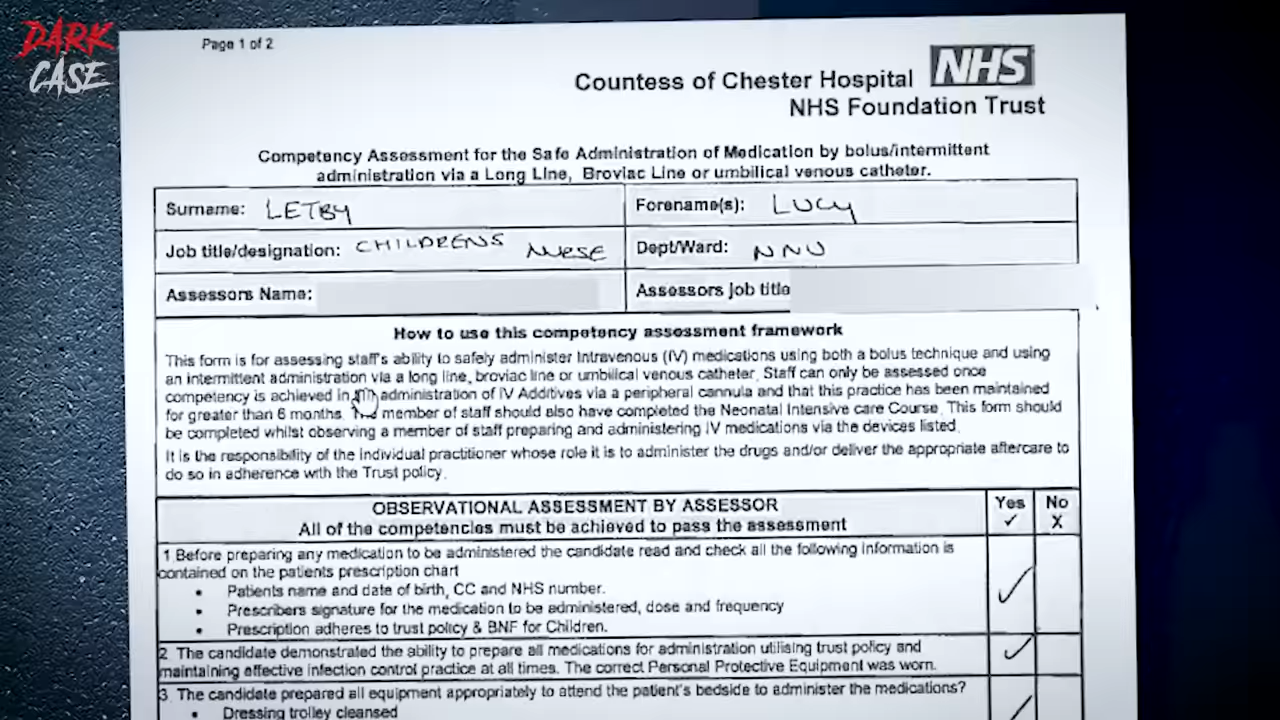 DARK
CASE
Page 1 of 2
Countess of Chester Hospital NHS
NHS Foundation Trust
Competency Assessment for the Safe Administration of Medication by bolus/intermittent
administration via a Long Line, Broviac Line or umbilical venous catheter.
Surname: LETBY Forename(s): LUCY
Job title/designation: CHILDRENS NURSE Dept/Ward: NNU
Assessors Name: Assessors job title
How to use this competency assessment framework
This form is for assessing staff's ability to safely administer Intravenous (IV) medications using both a bolus technique and using
an intermittent administration via a long line, broviac line or umbilical venous catheter. Staff can only be assessed once
competency is achieved in administration of IV Additives via a peripheral cannula and that this practice has been maintained
for greater than 6 months. The member of staff should also have completed the Neonatal Intensive care Course. This form should
be completed whilst observing a member of staff preparing and administering IV medications via the devices listed.
It is the responsibility of the individual practitioner whose role it is to administer the drugs and/or deliver the appropriate aftercare to
do so in adherence with the Trust policy.
OBSERVATIONAL ASSESSMENT BY ASSESSOR Yes No
All of the competencies must be achieved to pass the assessment ✓ X
1 Before preparing any medication to be administered the candidate read and check all the following information is
contained on the patients prescription chart ✓
• Patients name and date of birth, CC and NHS number.
• Prescribers signature for the medication to be administered, dose and frequency
• Prescription adheres to trust policy & BNF for Children.
2 The candidate demonstrated the ability to prepare all medications for administration utilising trust policy and ✓
maintaining effective infection control practice at all times. The correct Personal Protective Equipment was worn.
3 The candidate prepared all equipment appropriately to attend the patient's bedside to administer the medications? ✓
• Dressing trolley cleansed